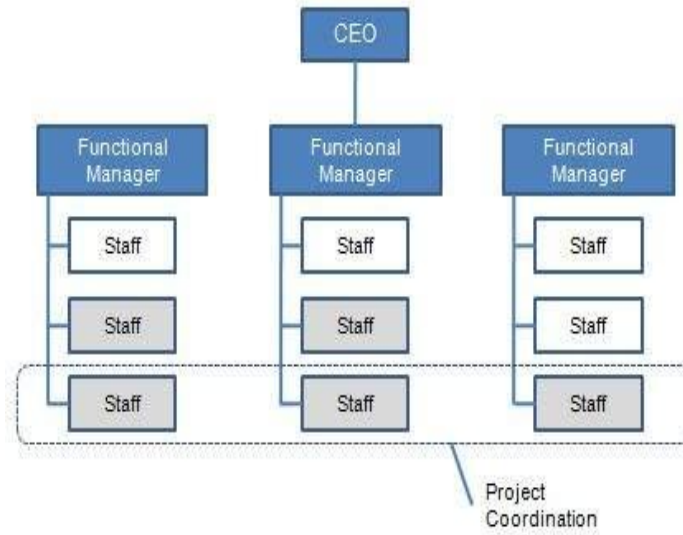 CEO
Functional
Manager
Functional
Manager
Functional
Manager
Staff
Staff
Staff
Staff
Staff
Staff
Staff
Staff
Staff
Project
Coordination